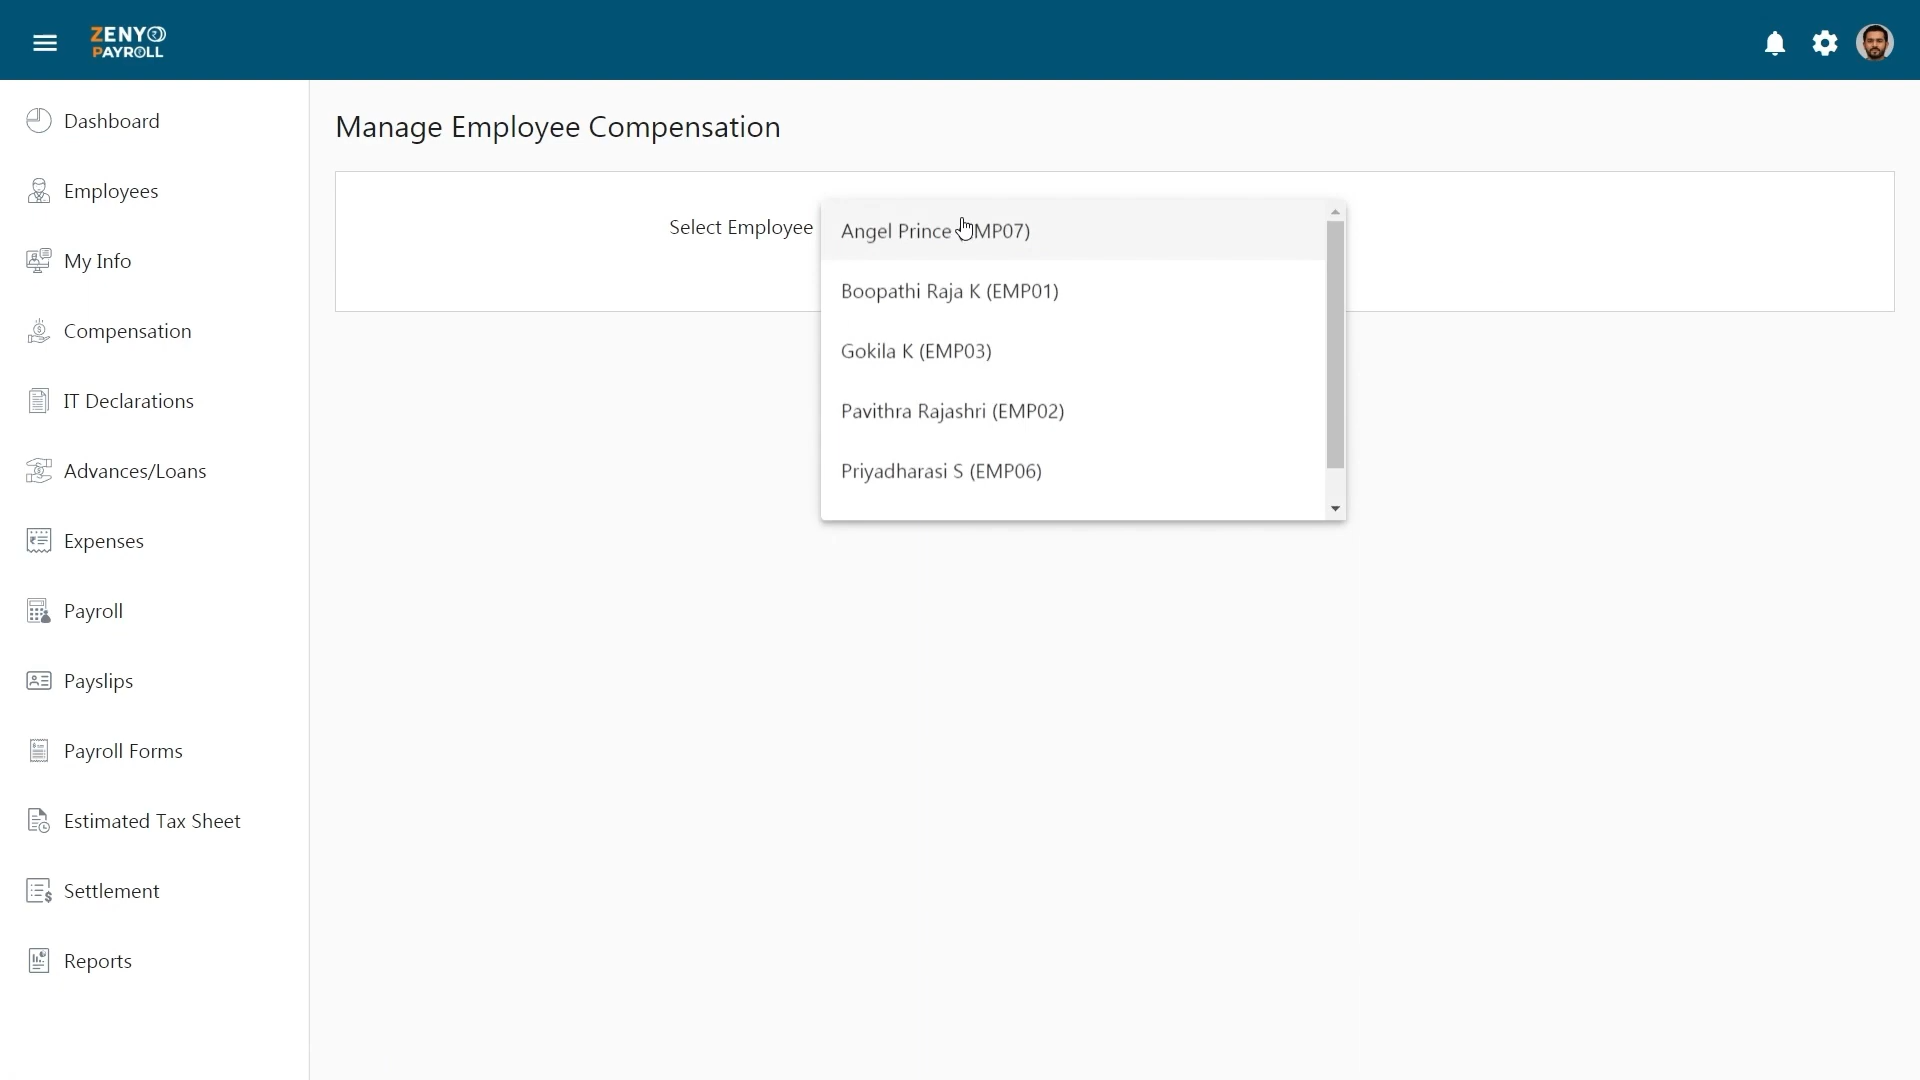 ZENYO
PAYROLL
Dashboard
Employees
My Info
Compensation
IT Declarations
Advances/Loans
Expenses
Payroll
Payslips
Payroll Forms
Estimated Tax Sheet
Settlement
Reports
Manage Employee Compensation
Select Employee
Angel Prince (EMP07)
Boopathi Raja K (EMP01)
Gokila K (EMP03)
Pavithra Rajashri (EMP02)
Priyadharasi S (EMP06)